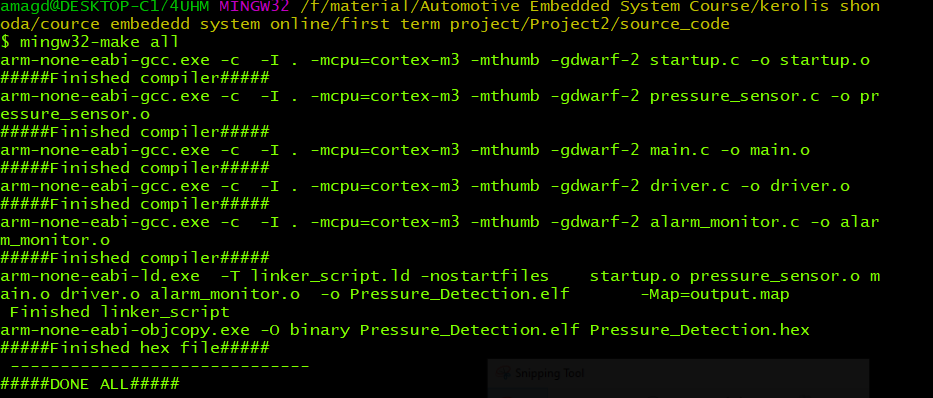 amagd@DESKTOP-C1/4UHM MINGW32 /f/material/Automotive Embedded System Course/kerolis shon
oda/cource embededd system online/first term project/Project2/source_code
$ mingw32-make all
arm-none-eabi-gcc.exe -c  -I . -mcpu=cortex-m3 -mthumb -gdwarf-2 startup.c -o startup.o
#####Finished compiler#####
arm-none-eabi-gcc.exe -c  -I . -mcpu=cortex-m3 -mthumb -gdwarf-2 pressure_sensor.c -o pr
essure_sensor.o
#####Finished compiler#####
arm-none-eabi-gcc.exe -c  -I . -mcpu=cortex-m3 -mthumb -gdwarf-2 main.c -o main.o
#####Finished compiler#####
arm-none-eabi-gcc.exe -c  -I . -mcpu=cortex-m3 -mthumb -gdwarf-2 driver.c -o driver.o
#####Finished compiler#####
arm-none-eabi-gcc.exe -c  -I . -mcpu=cortex-m3 -mthumb -gdwarf-2 alarm_monitor.c -o alar
m_monitor.o
#####Finished compiler#####
arm-none-eabi-ld.exe  -T linker_script.ld -nostartfiles    startup.o pressure_sensor.o m
ain.o driver.o alarm_monitor.o  -o Pressure_Detection.elf       -Map=output.map
 Finished linker_script
arm-none-eabi-objcopy.exe -O binary Pressure_Detection.elf Pressure_Detection.hex
#####Finished hex file#####
 ------------------------------
#####DONE ALL#####
Snipping Tool